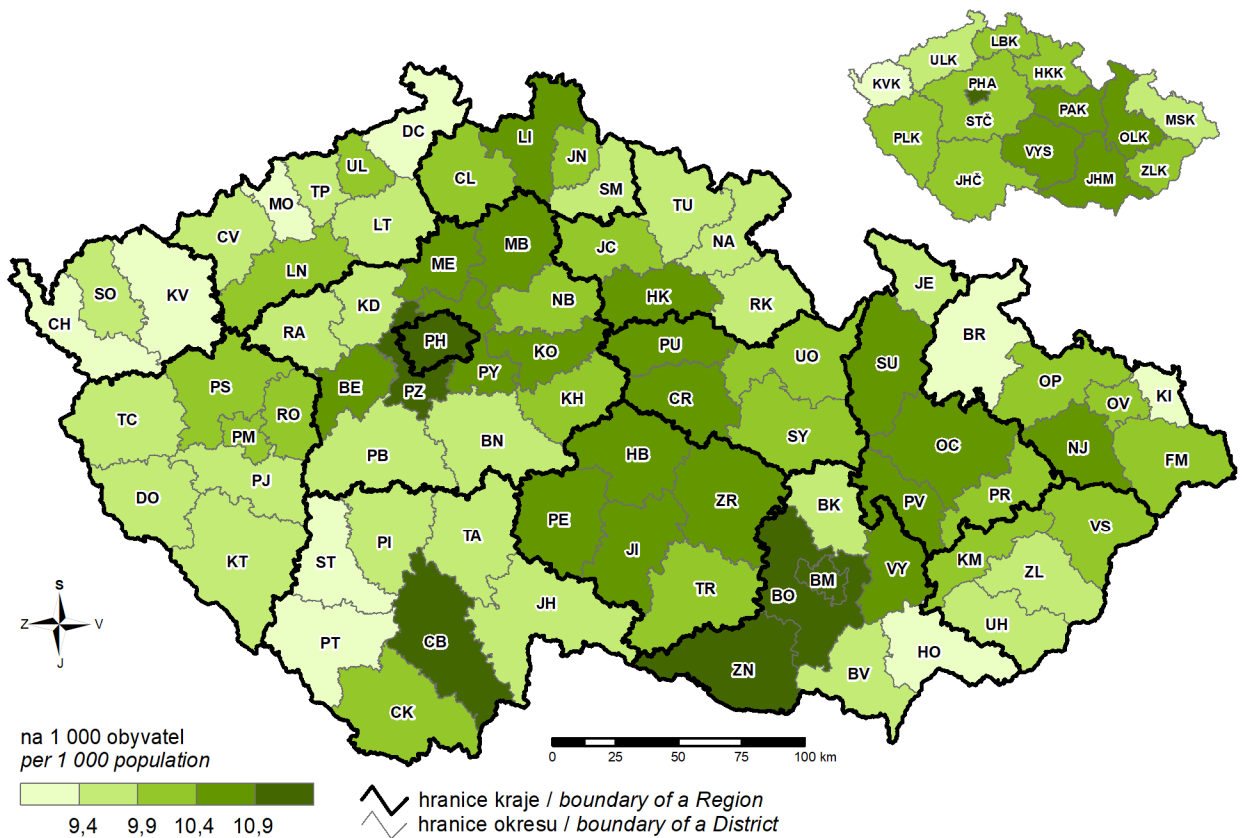 LBK
ULK
HKK
KVK
PHA
PAK
STČ
MSK
PLK
OLK
VYS
ZLK
JHČ
JHM
DC
LI
UL
JN
CL
TP
SM
MO
TU
LT
CV
NA
MB
JC
ME
LN
SO
KV
NB
HK
KD
RK
JE
CH
RA
BR
PH
PU
KO
UO
SU
PY
BE
PS
PZ
OP
KI
RO
CR
KH
OV
TC
PM
SY
BN
OC
NJ
PB
HB
FM
PJ
DO
PR
ZR
PV
BK
PE
VS
TA
PI
JI
KT
ST
KM
VY
ZL
BM
TR
BO
JH
UH
PT
CB
HO
ZN
BV
CK
S
Z V
J
na 1 000 obyvatel
per 1 000 population
9,4 9,9 10,4 10,9
0 25 50 75 100 km
hranice kraje / boundary of a Region
hranice okresu / boundary of a District